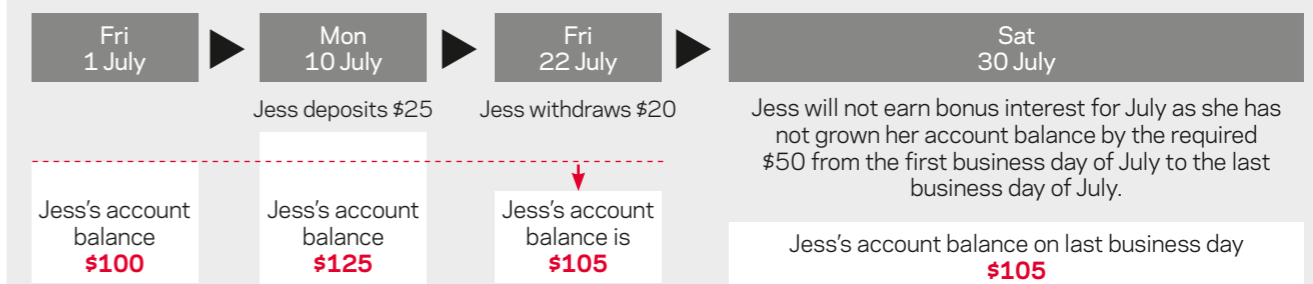 Fri
1 July
Mon
10 July
Fri
22 July
Sat
30 July
Jess deposits $25
Jess withdraws $20
Jess will not earn bonus interest for July as she has
not grown her account balance by the required
$50 from the first business day of July to the last
business day of July.
Jess's account
balance
$100
Jess's account
balance
$125
Jess's account
balance is
$105
Jess's account balance on last business day
$105